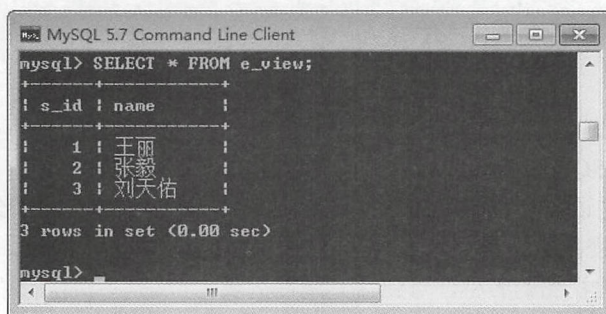 MySQL 5.7 Command Line Client
mysql> SELECT * FROM e_view;
+------+-----------+
| s_id | name      |
+------+-----------+
|    1 | 王丽      |
|    2 | 张毅      |
|    3 | 刘天佑    |
+------+-----------+
3 rows in set (0.00 sec)
mysql>